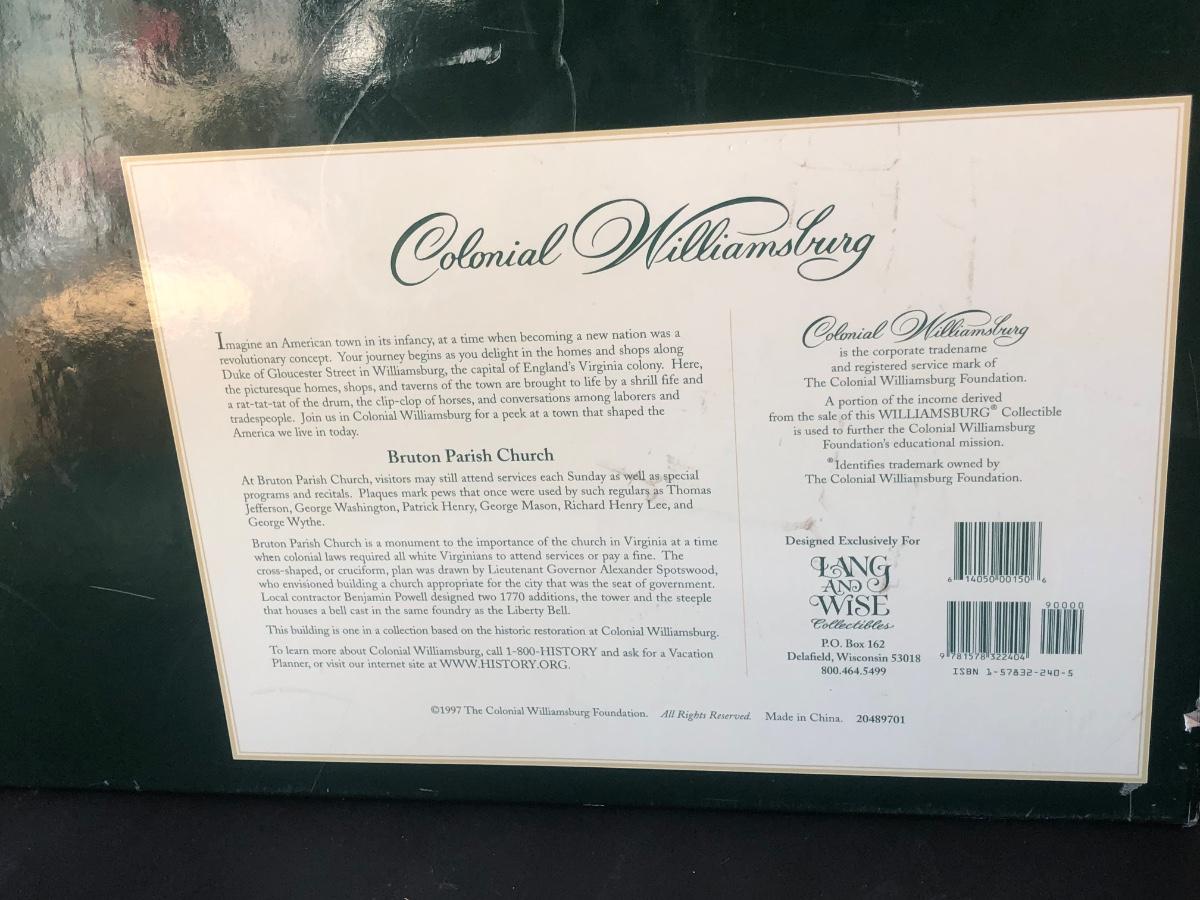 Colonial Williamsburg
Imagine an American town in its infancy, at a time when becoming a new nation was a
revolutionary concept. Your journey begins as you delight in the homes and shops along
Duke of Gloucester Street in Williamsburg, the capital of England's Virginia colony. Here,
the picturesque homes, shops, and taverns of the town are brought to life by a shrill fife and
a rat-tat-tat of the drum, the clip-clop of horses, and conversations among laborers and
tradespeople. Join us in Colonial Williamsburg for a peek at a town that shaped the
America we live in today.
Bruton Parish Church
At Bruton Parish Church, visitors may still attend services each Sunday as well as special
programs and recitals. Plaques mark pews that once were used by such regulars as Thomas
Jefferson, George Washington, Patrick Henry, George Mason, Richard Henry Lee, and
George Wythe.
Bruton Parish Church is a monument to the importance of the church in Virginia at a time
when colonial laws required all white Virginians to attend services or pay a fine. The
cross-shaped, or cruciform, plan was drawn by Lieutenant Governor Alexander Spotswood,
who envisioned building a church appropriate for the city that was the seat of government.
Local contractor Benjamin Powell designed two 1770 additions, the tower and the steeple
that houses a bell cast in the same foundry as the Liberty Bell.
This building is one in a collection based on the historic restoration at Colonial Williamsburg.
To learn more about Colonial Williamsburg, call 1-800-HISTORY and ask for a Vacation
Planner, or visit our internet site at WWW.HISTORY.ORG.
Colonial Williamsburg
is the corporate tradename
and registered service mark of
The Colonial Williamsburg Foundation.
A portion of the income derived
from the sale of this WILLIAMSBURG® Collectible
is used to further the Colonial Williamsburg
Foundation's educational mission.
®Identifies trademark owned by
The Colonial Williamsburg Foundation.
Designed Exclusively For
LANG
AND
WISE
Collectibles
P.O. Box 162
Delafield, Wisconsin 53018
800.464.5499
6 14050 00150 6
90000
9 781578 322404
ISBN 1-57832-240-5
©1997 The Colonial Williamsburg Foundation. All Rights Reserved. Made in China. 20489701